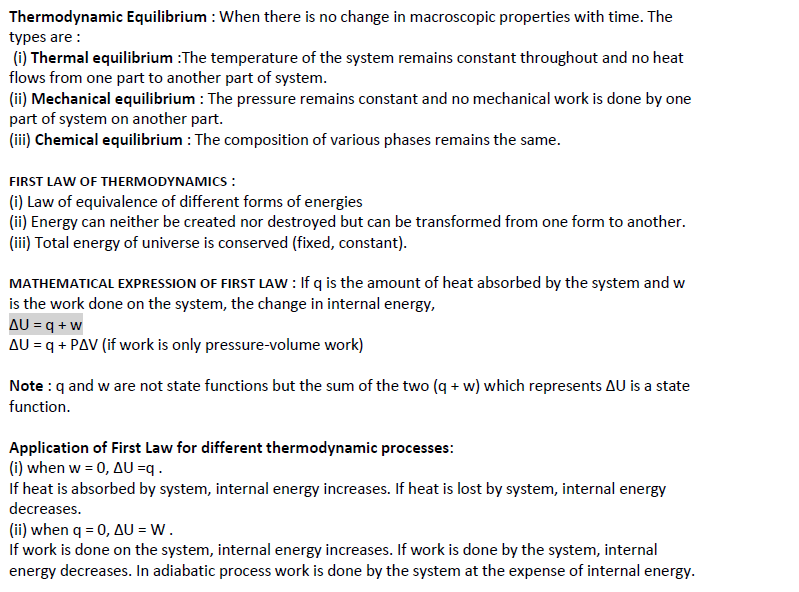 Thermodynamic Equilibrium : When there is no change in macroscopic properties with time. The
types are :
(i) Thermal equilibrium :The temperature of the system remains constant throughout and no heat
flows from one part to another part of system.
(ii) Mechanical equilibrium : The pressure remains constant and no mechanical work is done by one
part of system on another part.
(iii) Chemical equilibrium : The composition of various phases remains the same.
FIRST LAW OF THERMODYNAMICS :
(i) Law of equivalence of different forms of energies
(ii) Energy can neither be created nor destroyed but can be transformed from one form to another.
(iii) Total energy of universe is conserved (fixed, constant).
MATHEMATICAL EXPRESSION OF FIRST LAW : If q is the amount of heat absorbed by the system and w
is the work done on the system, the change in internal energy,
ΔU = q + w
ΔU = q + PΔV (if work is only pressure-volume work)
Note : q and w are not state functions but the sum of the two (q + w) which represents ΔU is a state
function.
Application of First Law for different thermodynamic processes:
(i) when w = 0, ΔU =q .
If heat is absorbed by system, internal energy increases. If heat is lost by system, internal energy
decreases.
(ii) when q = 0, ΔU = W .
If work is done on the system, internal energy increases. If work is done by the system, internal
energy decreases. In adiabatic process work is done by the system at the expense of internal energy.